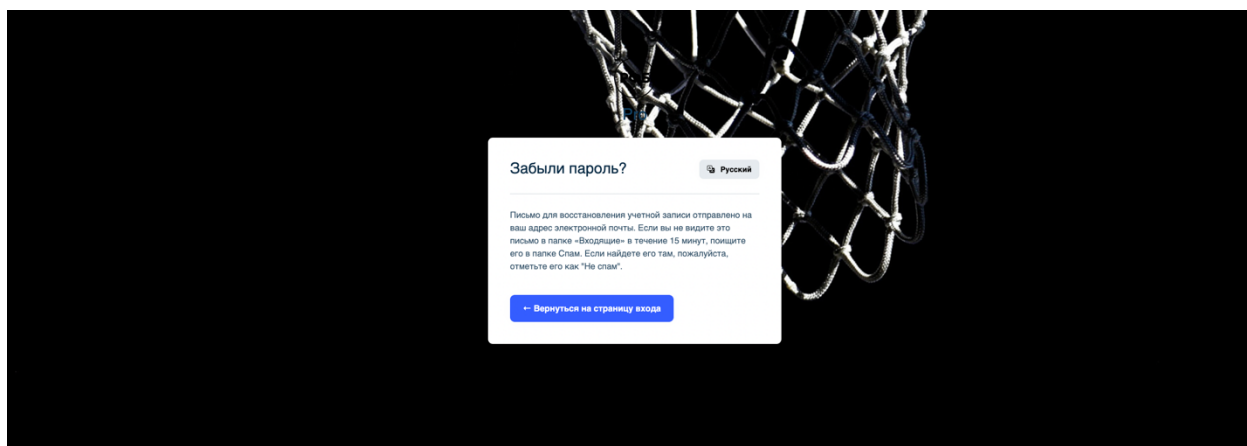 Забыли пароль?
Русский
Письмо для восстановления учетной записи отправлено на
ваш адрес электронной почты. Если вы не видите это
письмо в папке «Входящие» в течение 15 минут, поищите
его в папке Спам. Если найдете его там, пожалуйста,
отметьте его как "Не спам".
← Вернуться на страницу входа